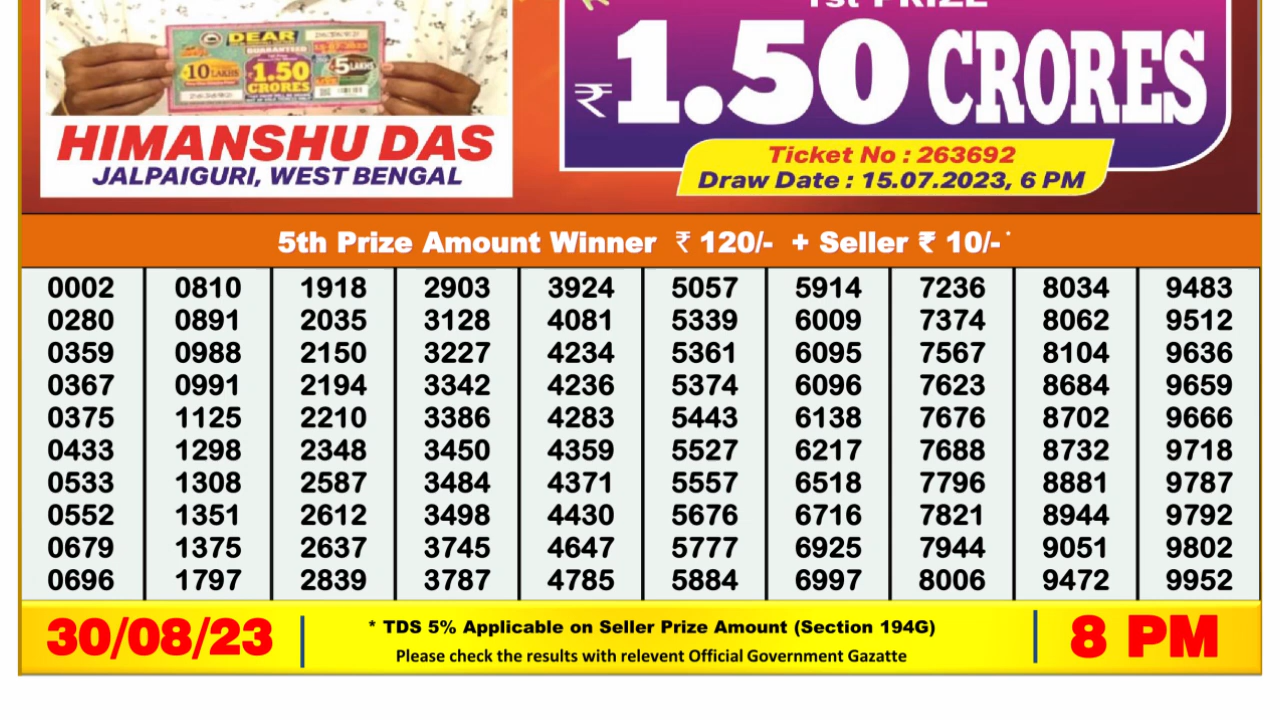 DEAR
GUARANTEED
10 LAKHS
1.50
CRORES
5 LAKHS
1st PRIZE
₹1.50 CRORES
HIMANSHU DAS
JALPAIGURI, WEST BENGAL
Ticket No : 263692
Draw Date : 15.07.2023, 6 PM
5th Prize Amount Winner ₹ 120/- + Seller ₹ 10/-*
0002 0810 1918 2903 3924 5057 5914 7236 8034 9483
0280 0891 2035 3128 4081 5339 6009 7374 8062 9512
0359 0988 2150 3227 4234 5361 6095 7567 8104 9636
0367 0991 2194 3342 4236 5374 6096 7623 8684 9659
0375 1125 2210 3386 4283 5443 6138 7676 8702 9666
0433 1298 2348 3450 4359 5527 6217 7688 8732 9718
0533 1308 2587 3484 4371 5557 6518 7796 8881 9787
0552 1351 2612 3498 4430 5676 6716 7821 8944 9792
0679 1375 2637 3745 4647 5777 6925 7944 9051 9802
0696 1797 2839 3787 4785 5884 6997 8006 9472 9952
30/08/23
* TDS 5% Applicable on Seller Prize Amount (Section 194G)
Please check the results with relevent Official Government Gazatte
8 PM